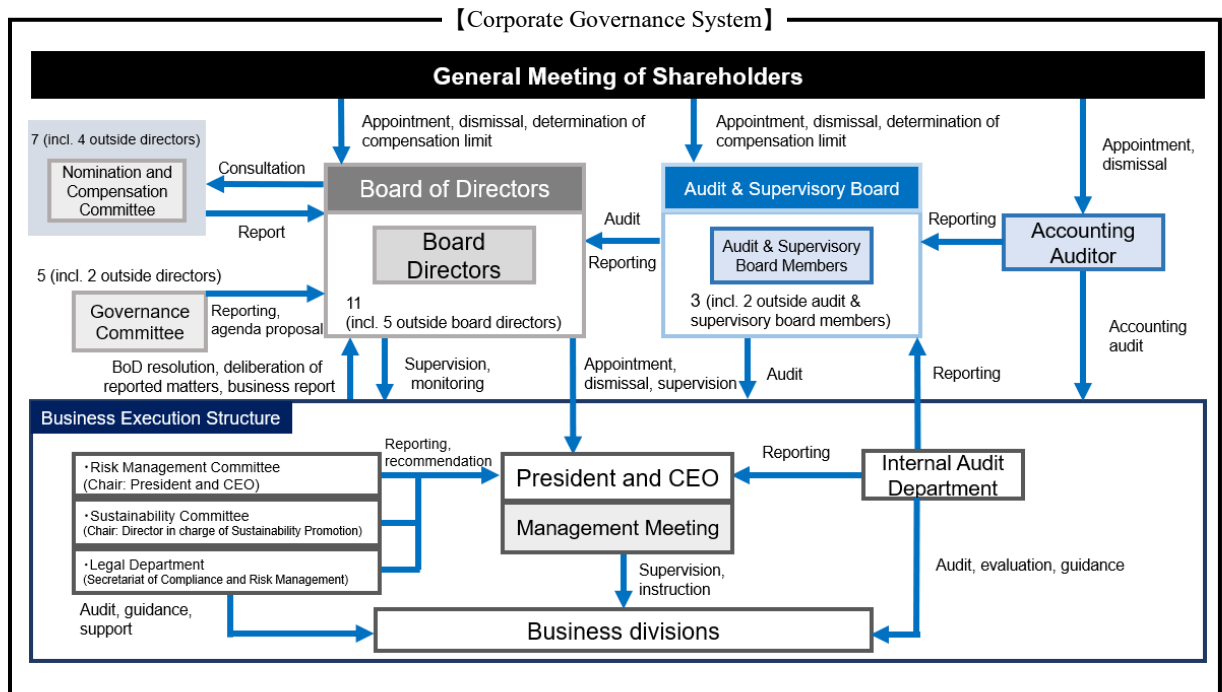 【Corporate Governance System】
General Meeting of Shareholders
7 (incl. 4 outside directors)
Nomination and
Compensation
Committee
Consultation
Report
Appointment, dismissal, determination of
compensation limit
Board of Directors
Board
Directors
11
(incl. 5 outside board directors)
Audit
Reporting
Appointment, dismissal, determination of
compensation limit
Audit & Supervisory Board
Audit & Supervisory
Board Members
3 (incl. 2 outside audit &
supervisory board members)
Reporting
Appointment,
dismissal
Accounting
Auditor
Accounting
audit
5 (incl. 2 outside directors)
Governance
Committee
Reporting,
agenda proposal
BoD resolution, deliberation of
reported matters, business report
Supervision,
monitoring
Appointment,
dismissal, supervision
Audit
Reporting
Business Execution Structure
・Risk Management Committee
(Chair: President and CEO)
・Sustainability Committee
(Chair: Director in charge of Sustainability Promotion)
・Legal Department
(Secretariat of Compliance and Risk Management)
Reporting,
recommendation
President and CEO
Management Meeting
Reporting
Internal Audit
Department
Audit, guidance,
support
Supervision,
instruction
Audit, evaluation, guidance
Business divisions